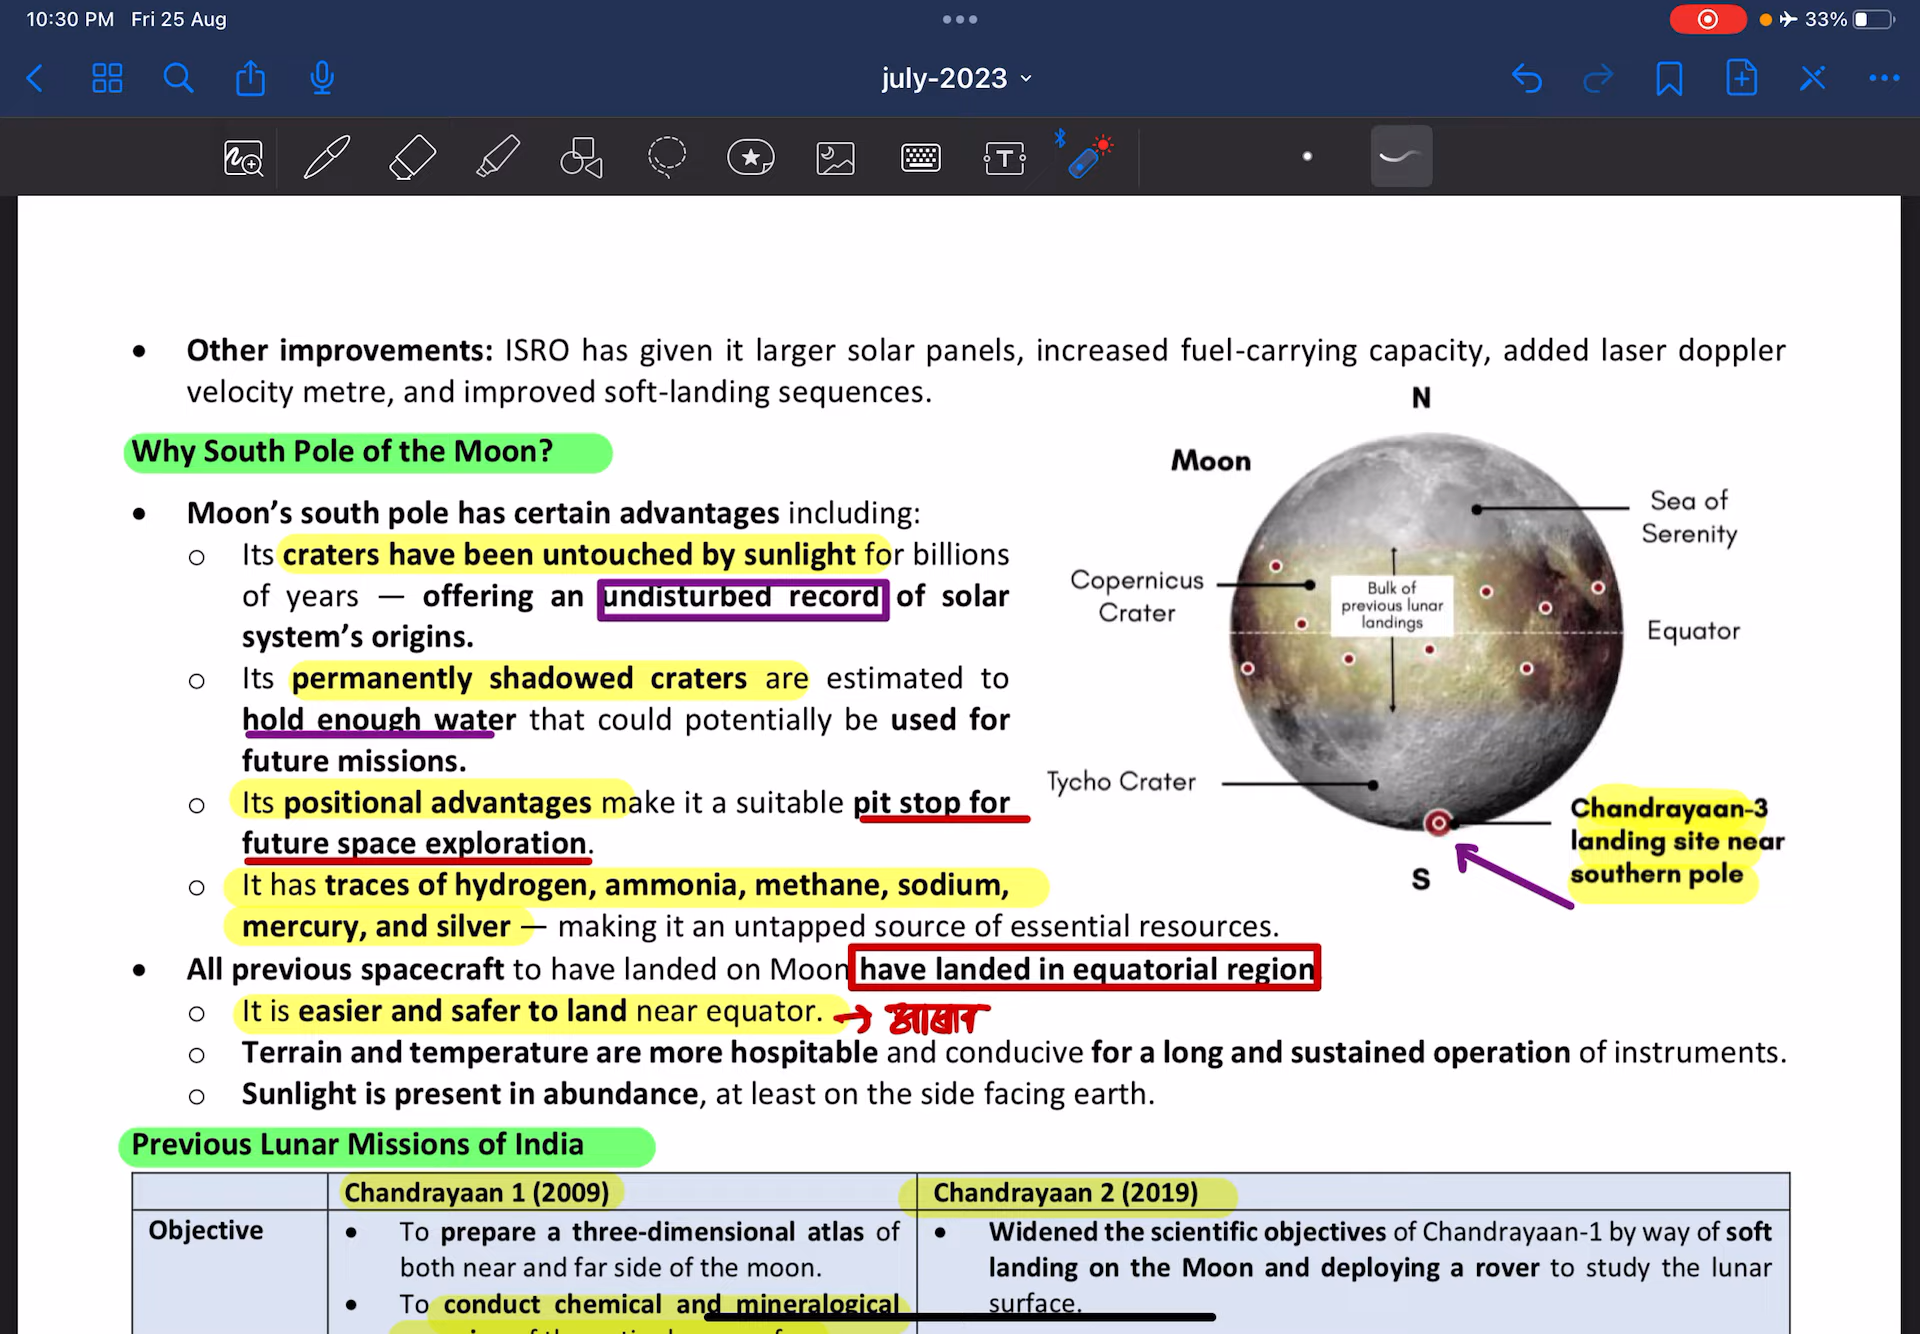 10:30 PM Fri 25 Aug
33%
july-2023
T
• Other improvements: ISRO has given it larger solar panels, increased fuel-carrying capacity, added laser doppler
velocity metre, and improved soft-landing sequences.
Why South Pole of the Moon?
• Moon’s south pole has certain advantages including:
o Its craters have been untouched by sunlight for billions
of years — offering an undisturbed record of solar
system’s origins.
o Its permanently shadowed craters are estimated to
hold enough water that could potentially be used for
future missions.
o Its positional advantages make it a suitable pit stop for
future space exploration.
o It has traces of hydrogen, ammonia, methane, sodium,
mercury, and silver — making it an untapped source of essential resources.
N
Moon
Sea of
Serenity
Copernicus
Crater
Bulk of
previous lunar
landings
Equator
Tycho Crater
Chandrayaan-3
landing site near
southern pole
S
• All previous spacecraft to have landed on Moon have landed in equatorial region
o It is easier and safer to land near equator.
o Terrain and temperature are more hospitable and conducive for a long and sustained operation of instruments.
o Sunlight is present in abundance, at least on the side facing earth.
Previous Lunar Missions of India
Chandrayaan 1 (2009)
Chandrayaan 2 (2019)
Objective
• To prepare a three-dimensional atlas of
both near and far side of the moon.
• To conduct chemical and mineralogical
• Widened the scientific objectives of Chandrayaan-1 by way of soft
landing on the Moon and deploying a rover to study the lunar
surface.